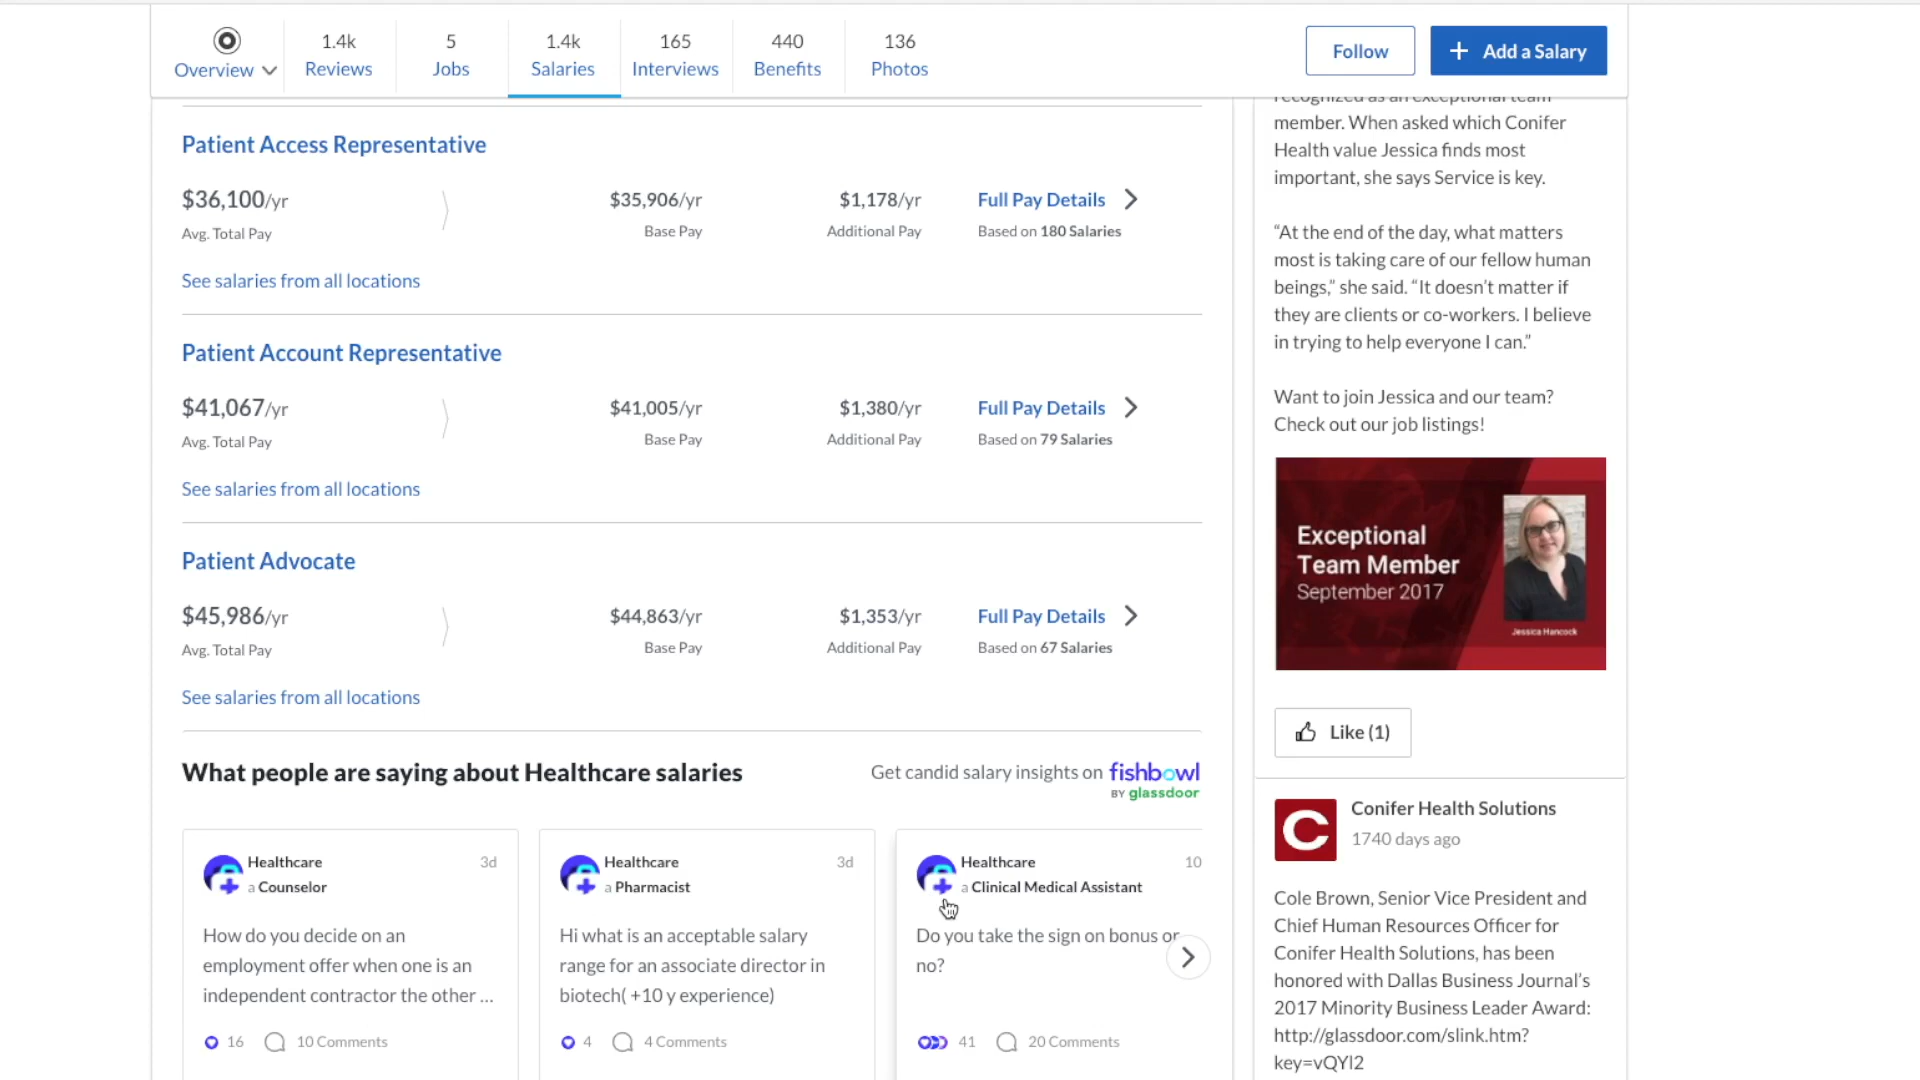 Overview
1.4k
Reviews
5
Jobs
1.4k
Salaries
165
Interviews
440
Benefits
136
Photos
Follow
+ Add a Salary
Patient Access Representative
$36,100/yr
Avg. Total Pay
$35,906/yr
Base Pay
$1,178/yr
Additional Pay
Full Pay Details
Based on 180 Salaries
See salaries from all locations
Patient Account Representative
$41,067/yr
Avg. Total Pay
$41,005/yr
Base Pay
$1,380/yr
Additional Pay
Full Pay Details
Based on 79 Salaries
See salaries from all locations
Patient Advocate
$45,986/yr
Avg. Total Pay
$44,863/yr
Base Pay
$1,353/yr
Additional Pay
Full Pay Details
Based on 67 Salaries
See salaries from all locations
What people are saying about Healthcare salaries
Get candid salary insights on fishbowl
BY glassdoor
Healthcare 3d
a Counselor
How do you decide on an
employment offer when one is an
independent contractor the other ...
16 10 Comments
Healthcare 3d
a Pharmacist
Hi what is an acceptable salary
range for an associate director in
biotech( +10 y experience)
4 4 Comments
Healthcare 10
a Clinical Medical Assistant
Do you take the sign on bonus or
no?
41 20 Comments
recognized as an exceptional team
member. When asked which Conifer
Health value Jessica finds most
important, she says Service is key.
“At the end of the day, what matters
most is taking care of our fellow human
beings,” she said. “It doesn’t matter if
they are clients or co-workers. I believe
in trying to help everyone I can.”
Want to join Jessica and our team?
Check out our job listings!
Exceptional
Team Member
September 2017
Jessica Hancock
Like (1)
C
Conifer Health Solutions
1740 days ago
Cole Brown, Senior Vice President and
Chief Human Resources Officer for
Conifer Health Solutions, has been
honored with Dallas Business Journal’s
2017 Minority Business Leader Award:
http://glassdoor.com/slink.htm?
key=vQYI2